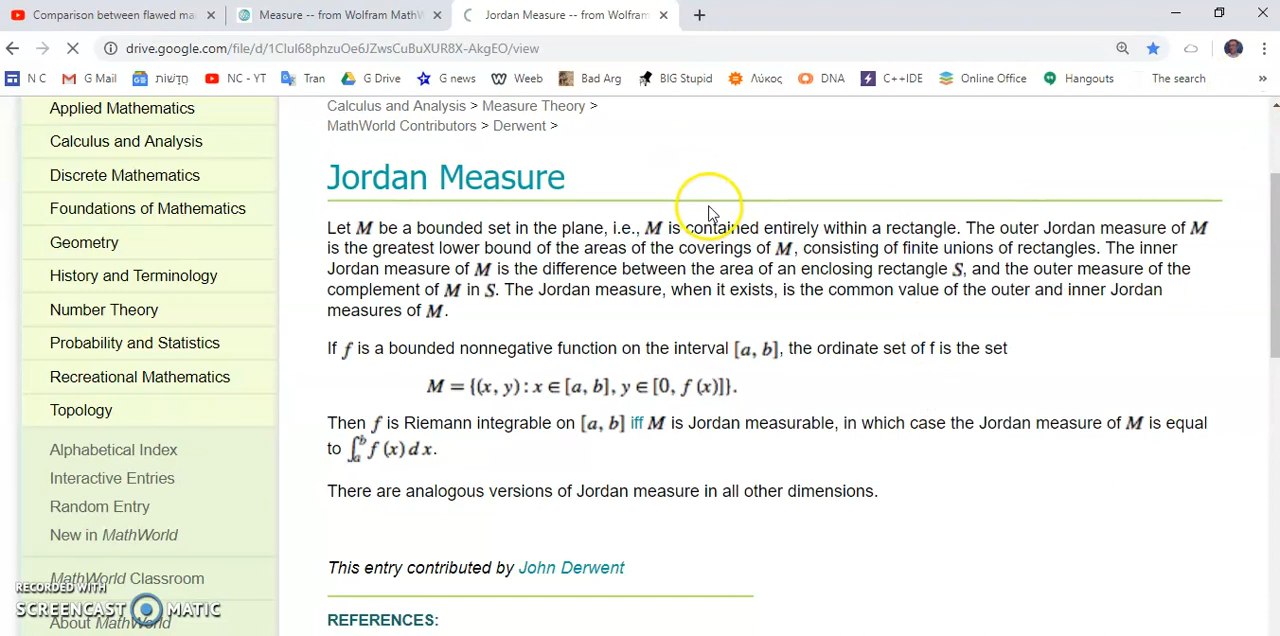 Comparison between flawed ma
Measure -- from Wolfram MathW
Jordan Measure -- from Wolfram
drive.google.com/file/d/1CluI68phzuOe6JZwsCuBuXUR8X-AkgEO/view
N C
G Mail
חֲדָשׁוֹת
NC - YT
Tran
G Drive
G news
Weeb
Bad Arg
BIG Stupid
Λύκος
DNA
C++IDE
Online Office
Hangouts
The search
»
Applied Mathematics
Calculus and Analysis
Discrete Mathematics
Foundations of Mathematics
Geometry
History and Terminology
Number Theory
Probability and Statistics
Recreational Mathematics
Topology
Alphabetical Index
Interactive Entries
Random Entry
New in MathWorld
MathWorld Classroom
About MathWorld
Calculus and Analysis > Measure Theory >
MathWorld Contributors > Derwent >
Jordan Measure
Let M be a bounded set in the plane, i.e., M is contained entirely within a rectangle. The outer Jordan measure of M
is the greatest lower bound of the areas of the coverings of M, consisting of finite unions of rectangles. The inner
Jordan measure of M is the difference between the area of an enclosing rectangle S, and the outer measure of the
complement of M in S. The Jordan measure, when it exists, is the common value of the outer and inner Jordan
measures of M.
If f is a bounded nonnegative function on the interval [a, b], the ordinate set of f is the set
M = {(x, y) : x ∈ [a, b], y ∈ [0, f (x)]}.
Then f is Riemann integrable on [a, b] iff M is Jordan measurable, in which case the Jordan measure of M is equal
to ∫_a^b f (x) d x.
There are analogous versions of Jordan measure in all other dimensions.
This entry contributed by John Derwent
REFERENCES:
RECORDED WITH
SCREENCAST MATIC